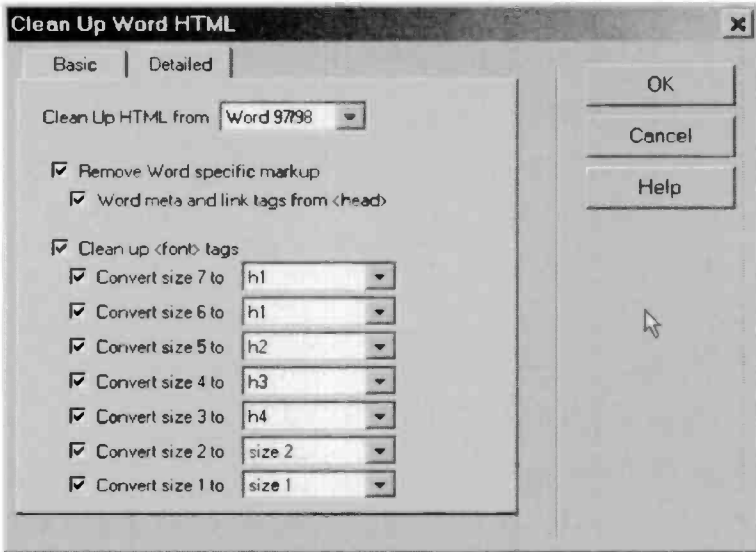 Clean Up Word HTML
Basic
Detailed
OK
Cancel
Help
Clean Up HTML from Word 97/98
Remove Word specific markup
Word meta and link tags from <head>
Clean up <font> tags
Convert size 7 to h1
Convert size 6 to h1
Convert size 5 to h2
Convert size 4 to h3
Convert size 3 to h4
Convert size 2 to size 2
Convert size 1 to size 1